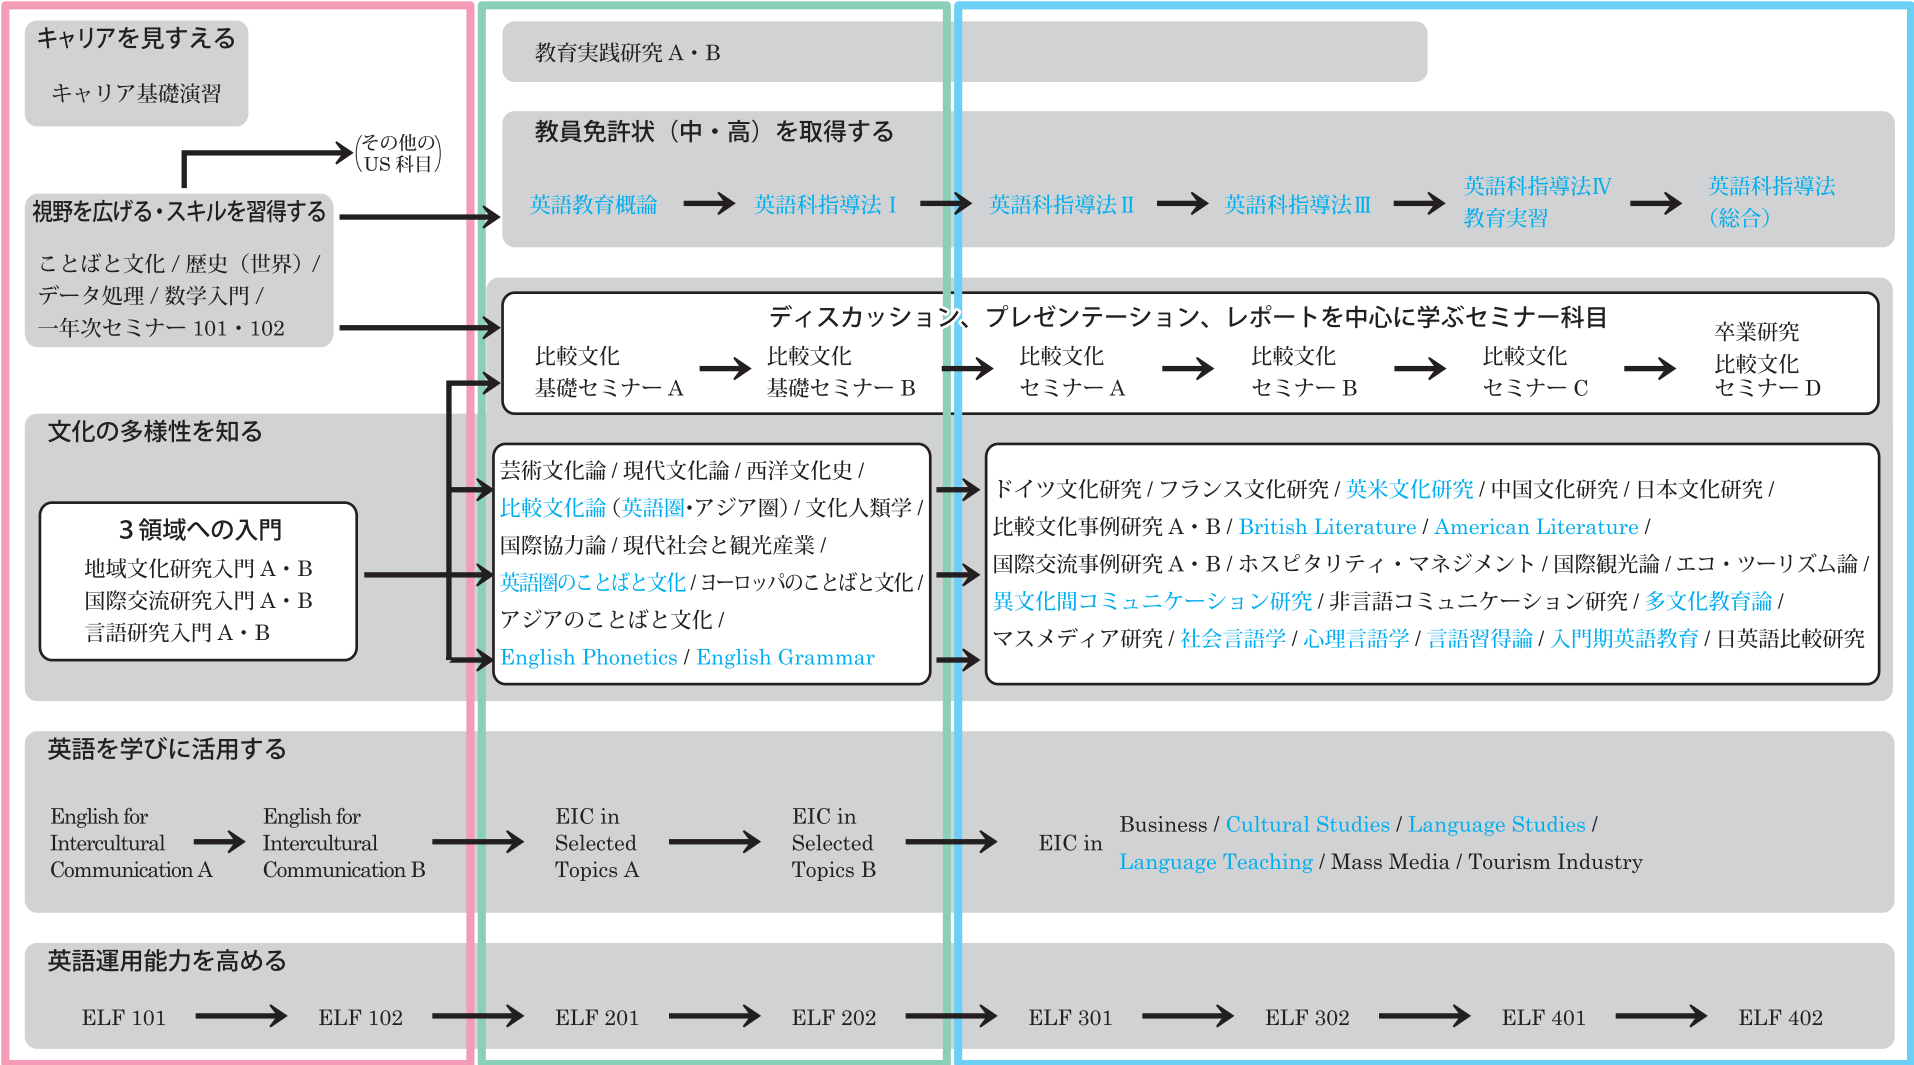 キャリアを見すえる
キャリア基礎演習
教育実践研究 A・B
(その他の
US 科目)
教員免許状（中・高）を取得する
英語教育概論
英語科指導法 I
英語科指導法 II
英語科指導法 III
英語科指導法 IV
教育実習
英語科指導法
（総合）
視野を広げる・スキルを習得する
ことばと文化 / 歴史（世界）/
データ処理 / 数学入門 /
一年次セミナー 101・102
ディスカッション、プレゼンテーション、レポートを中心に学ぶセミナー科目
比較文化
基礎セミナー A
比較文化
基礎セミナー B
比較文化
セミナー A
比較文化
セミナー B
比較文化
セミナー C
卒業研究
比較文化
セミナー D
文化の多様性を知る
3 領域への入門
地域文化研究入門 A・B
国際交流研究入門 A・B
言語研究入門 A・B
芸術文化論 / 現代文化論 / 西洋文化史 /
比較文化論（英語圏・アジア圏）/ 文化人類学 /
国際協力論 / 現代社会と観光産業 /
英語圏のことばと文化 / ヨーロッパのことばと文化 /
アジアのことばと文化 /
English Phonetics / English Grammar
ドイツ文化研究 / フランス文化研究 / 英米文化研究 / 中国文化研究 / 日本文化研究 /
比較文化事例研究 A・B / British Literature / American Literature /
国際交流事例研究 A・B / ホスピタリティ・マネジメント / 国際観光論 / エコ・ツーリズム論 /
異文化間コミュニケーション研究 / 非言語コミュニケーション研究 / 多文化教育論 /
マスメディア研究 / 社会言語学 / 心理言語学 / 言語習得論 / 入門期英語教育 / 日英語比較研究
英語を学びに活用する
English for
Intercultural
Communication A
English for
Intercultural
Communication B
EIC in
Selected
Topics A
EIC in
Selected
Topics B
EIC in
Business / Cultural Studies / Language Studies /
Language Teaching / Mass Media / Tourism Industry
英語運用能力を高める
ELF 101
ELF 102
ELF 201
ELF 202
ELF 301
ELF 302
ELF 401
ELF 402